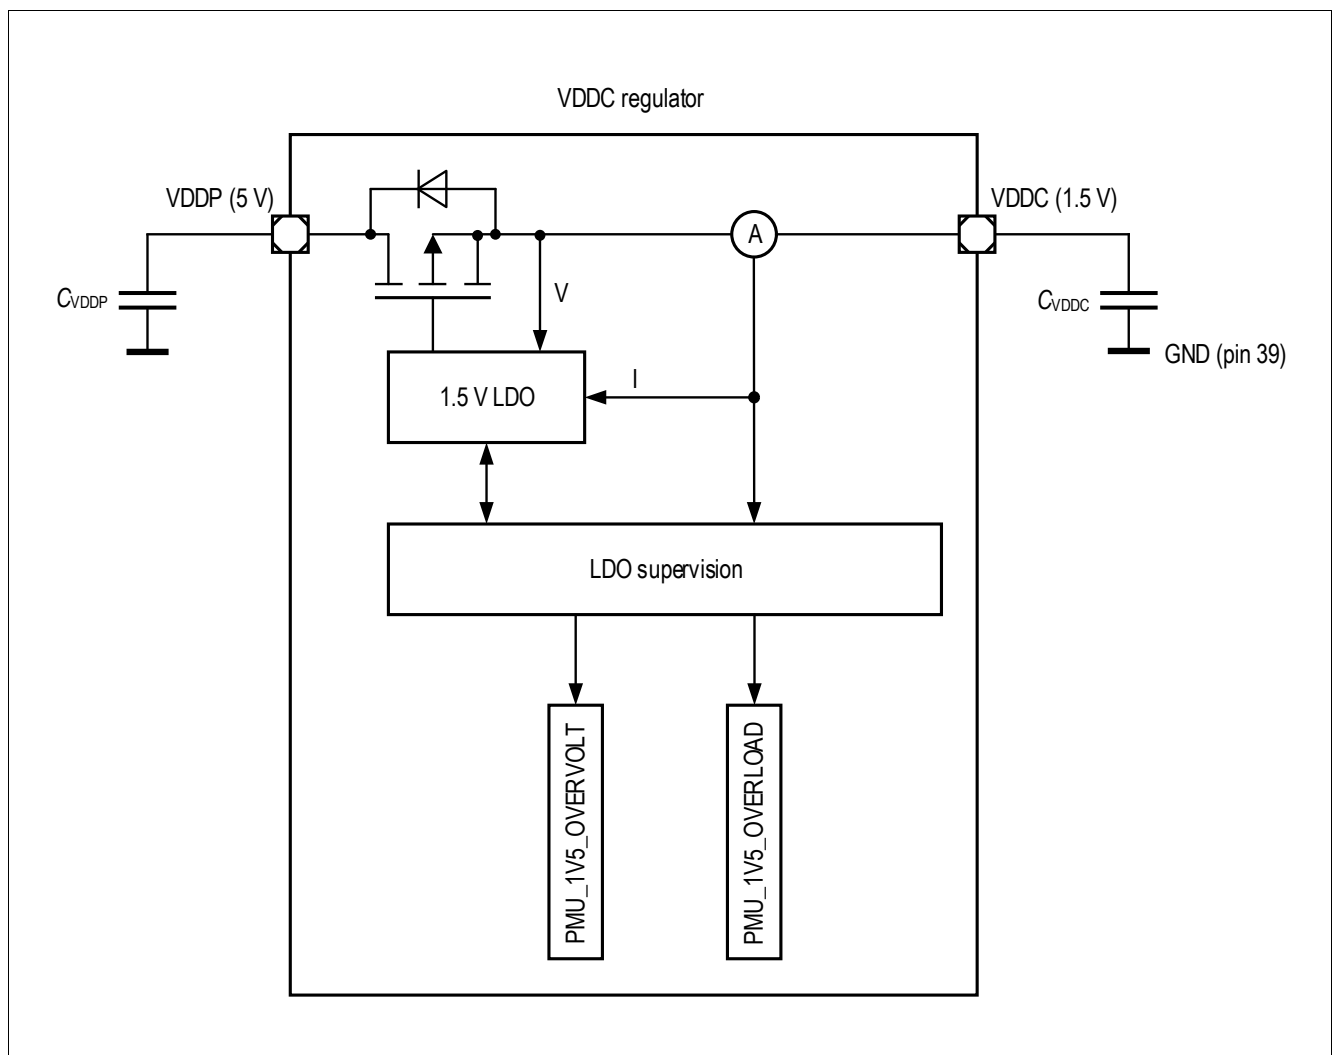 VDDC regulator
VDDP (5 V)
VDDC (1.5 V)
A
CVDDP
V
CVDDC
GND (pin 39)
I
1.5 V LDO
LDO supervision
PMU_1V5_OVERVOLT
PMU_1V5_OVERLOAD